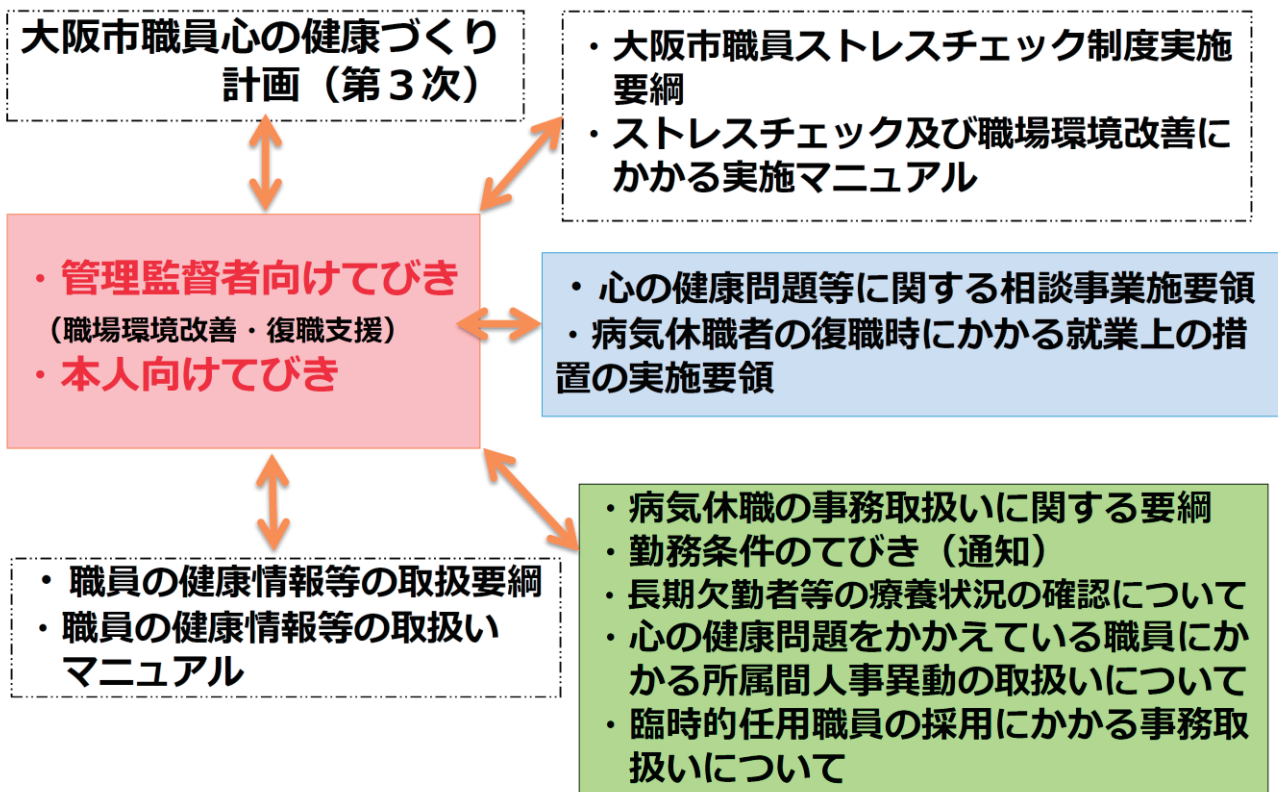 大阪市職員心の健康づくり
計画（第３次）
・大阪市職員ストレスチェック制度実施
要綱
・ストレスチェック及び職場環境改善に
かかる実施マニュアル
・管理監督者向けてびき
（職場環境改善・復職支援）
・本人向けてびき
・心の健康問題等に関する相談事業施要領
・病気休職者の復職時にかかる就業上の措
置の実施要領
・職員の健康情報等の取扱要綱
・職員の健康情報等の取扱い
マニュアル
・病気休職の事務取扱いに関する要綱
・勤務条件のてびき（通知）
・長期欠勤者等の療養状況の確認について
・心の健康問題をかかえている職員にか
かる所属間人事異動の取扱いについて
・臨時的任用職員の採用にかかる事務取
扱いについて